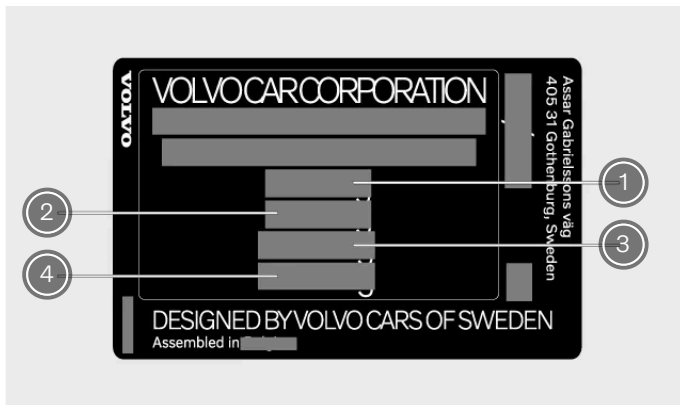 VOLVO
VOLVO CAR CORPORATION
Assar Gabrielssons väg
405 31 Gothenburg, Sweden
1
2
3
4
DESIGNED BY VOLVO CARS OF SWEDEN
Assembled in